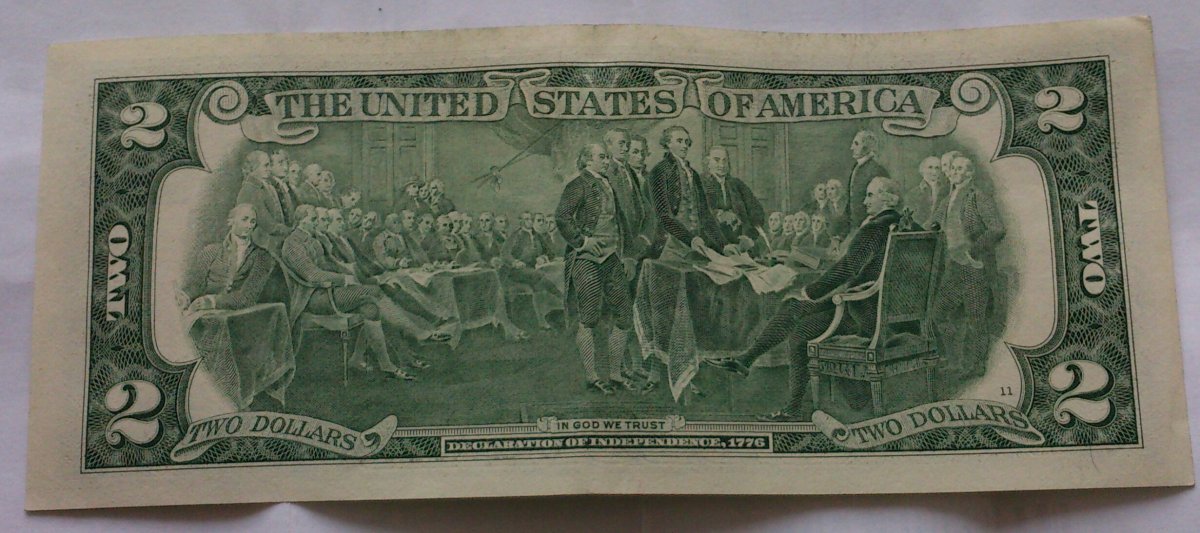 2 THE UNITED STATES OF AMERICA 2
TWO
TWO
2
11
2
TWO DOLLARS
IN GOD WE TRUST
TWO DOLLARS
DECLARATION OF INDEPENDENCE, 1776